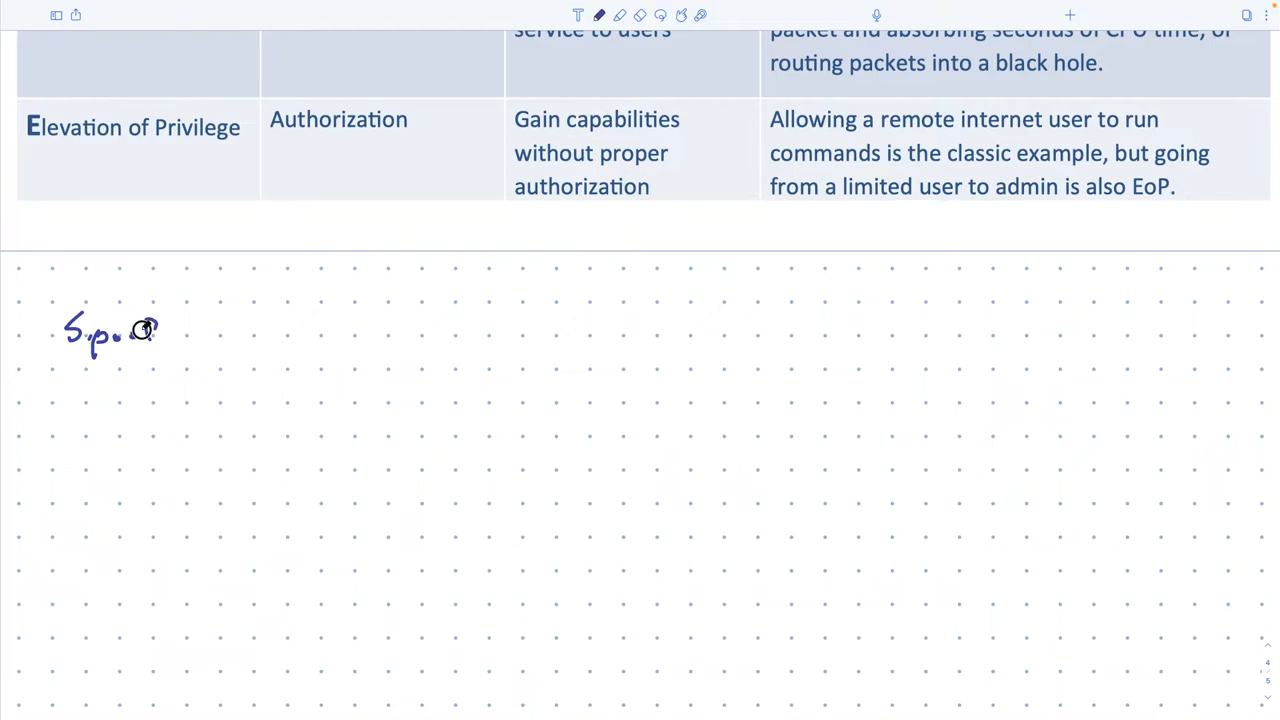 service to users
packet and absorbing seconds of CPU time, or
routing packets into a black hole.
Elevation of Privilege
Authorization
Gain capabilities
without proper
authorization
Allowing a remote internet user to run
commands is the classic example, but going
from a limited user to admin is also EoP.
4
5